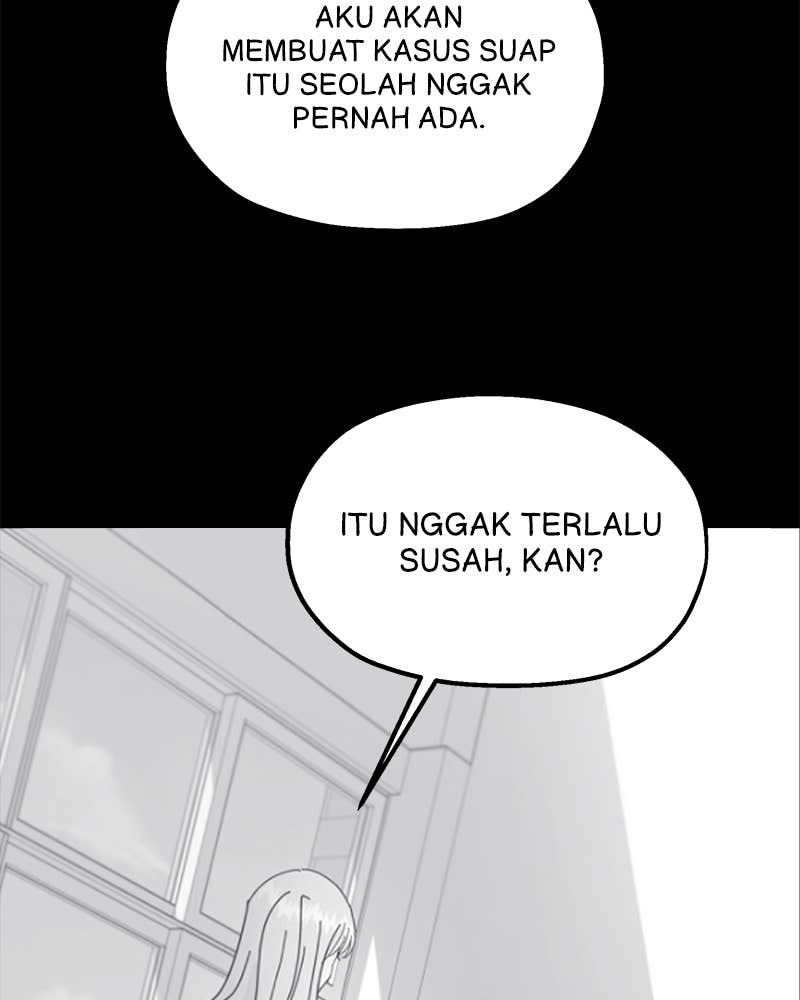 AKU AKAN
MEMBUAT KASUS SUAP
ITU SEOLAH NGGAK
PERNAH ADA.
ITU NGGAK TERLALU
SUSAH, KAN?